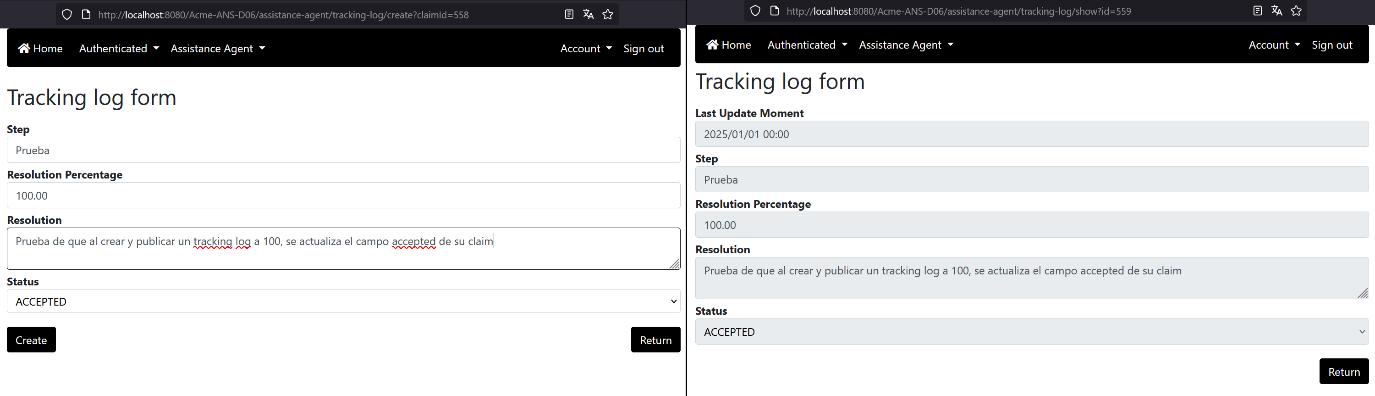 http://localhost:8080/Acme-ANS-D06/assistance-agent/tracking-log/create?claimId=558
Home Authenticated Assistance Agent Account Sign out
Tracking log form
Step
Prueba
Resolution Percentage
100.00
Resolution
Prueba de que al crear y publicar un tracking log a 100, se actualiza el campo accepted de su claim
Status
ACCEPTED
Create Return
http://localhost:8080/Acme-ANS-D06/assistance-agent/tracking-log/show?id=559
Home Authenticated Assistance Agent Account Sign out
Tracking log form
Last Update Moment
2025/01/01 00:00
Step
Prueba
Resolution Percentage
100.00
Resolution
Prueba de que al crear y publicar un tracking log a 100, se actualiza el campo accepted de su claim
Status
ACCEPTED
Return